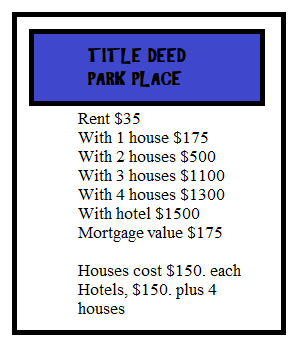 TITLE DEED
PARK PLACE
Rent $35
With 1 house $175
With 2 houses $500
With 3 houses $1100
With 4 houses $1300
With hotel $1500
Mortgage value $175
Houses cost $150. each
Hotels, $150. plus 4
houses